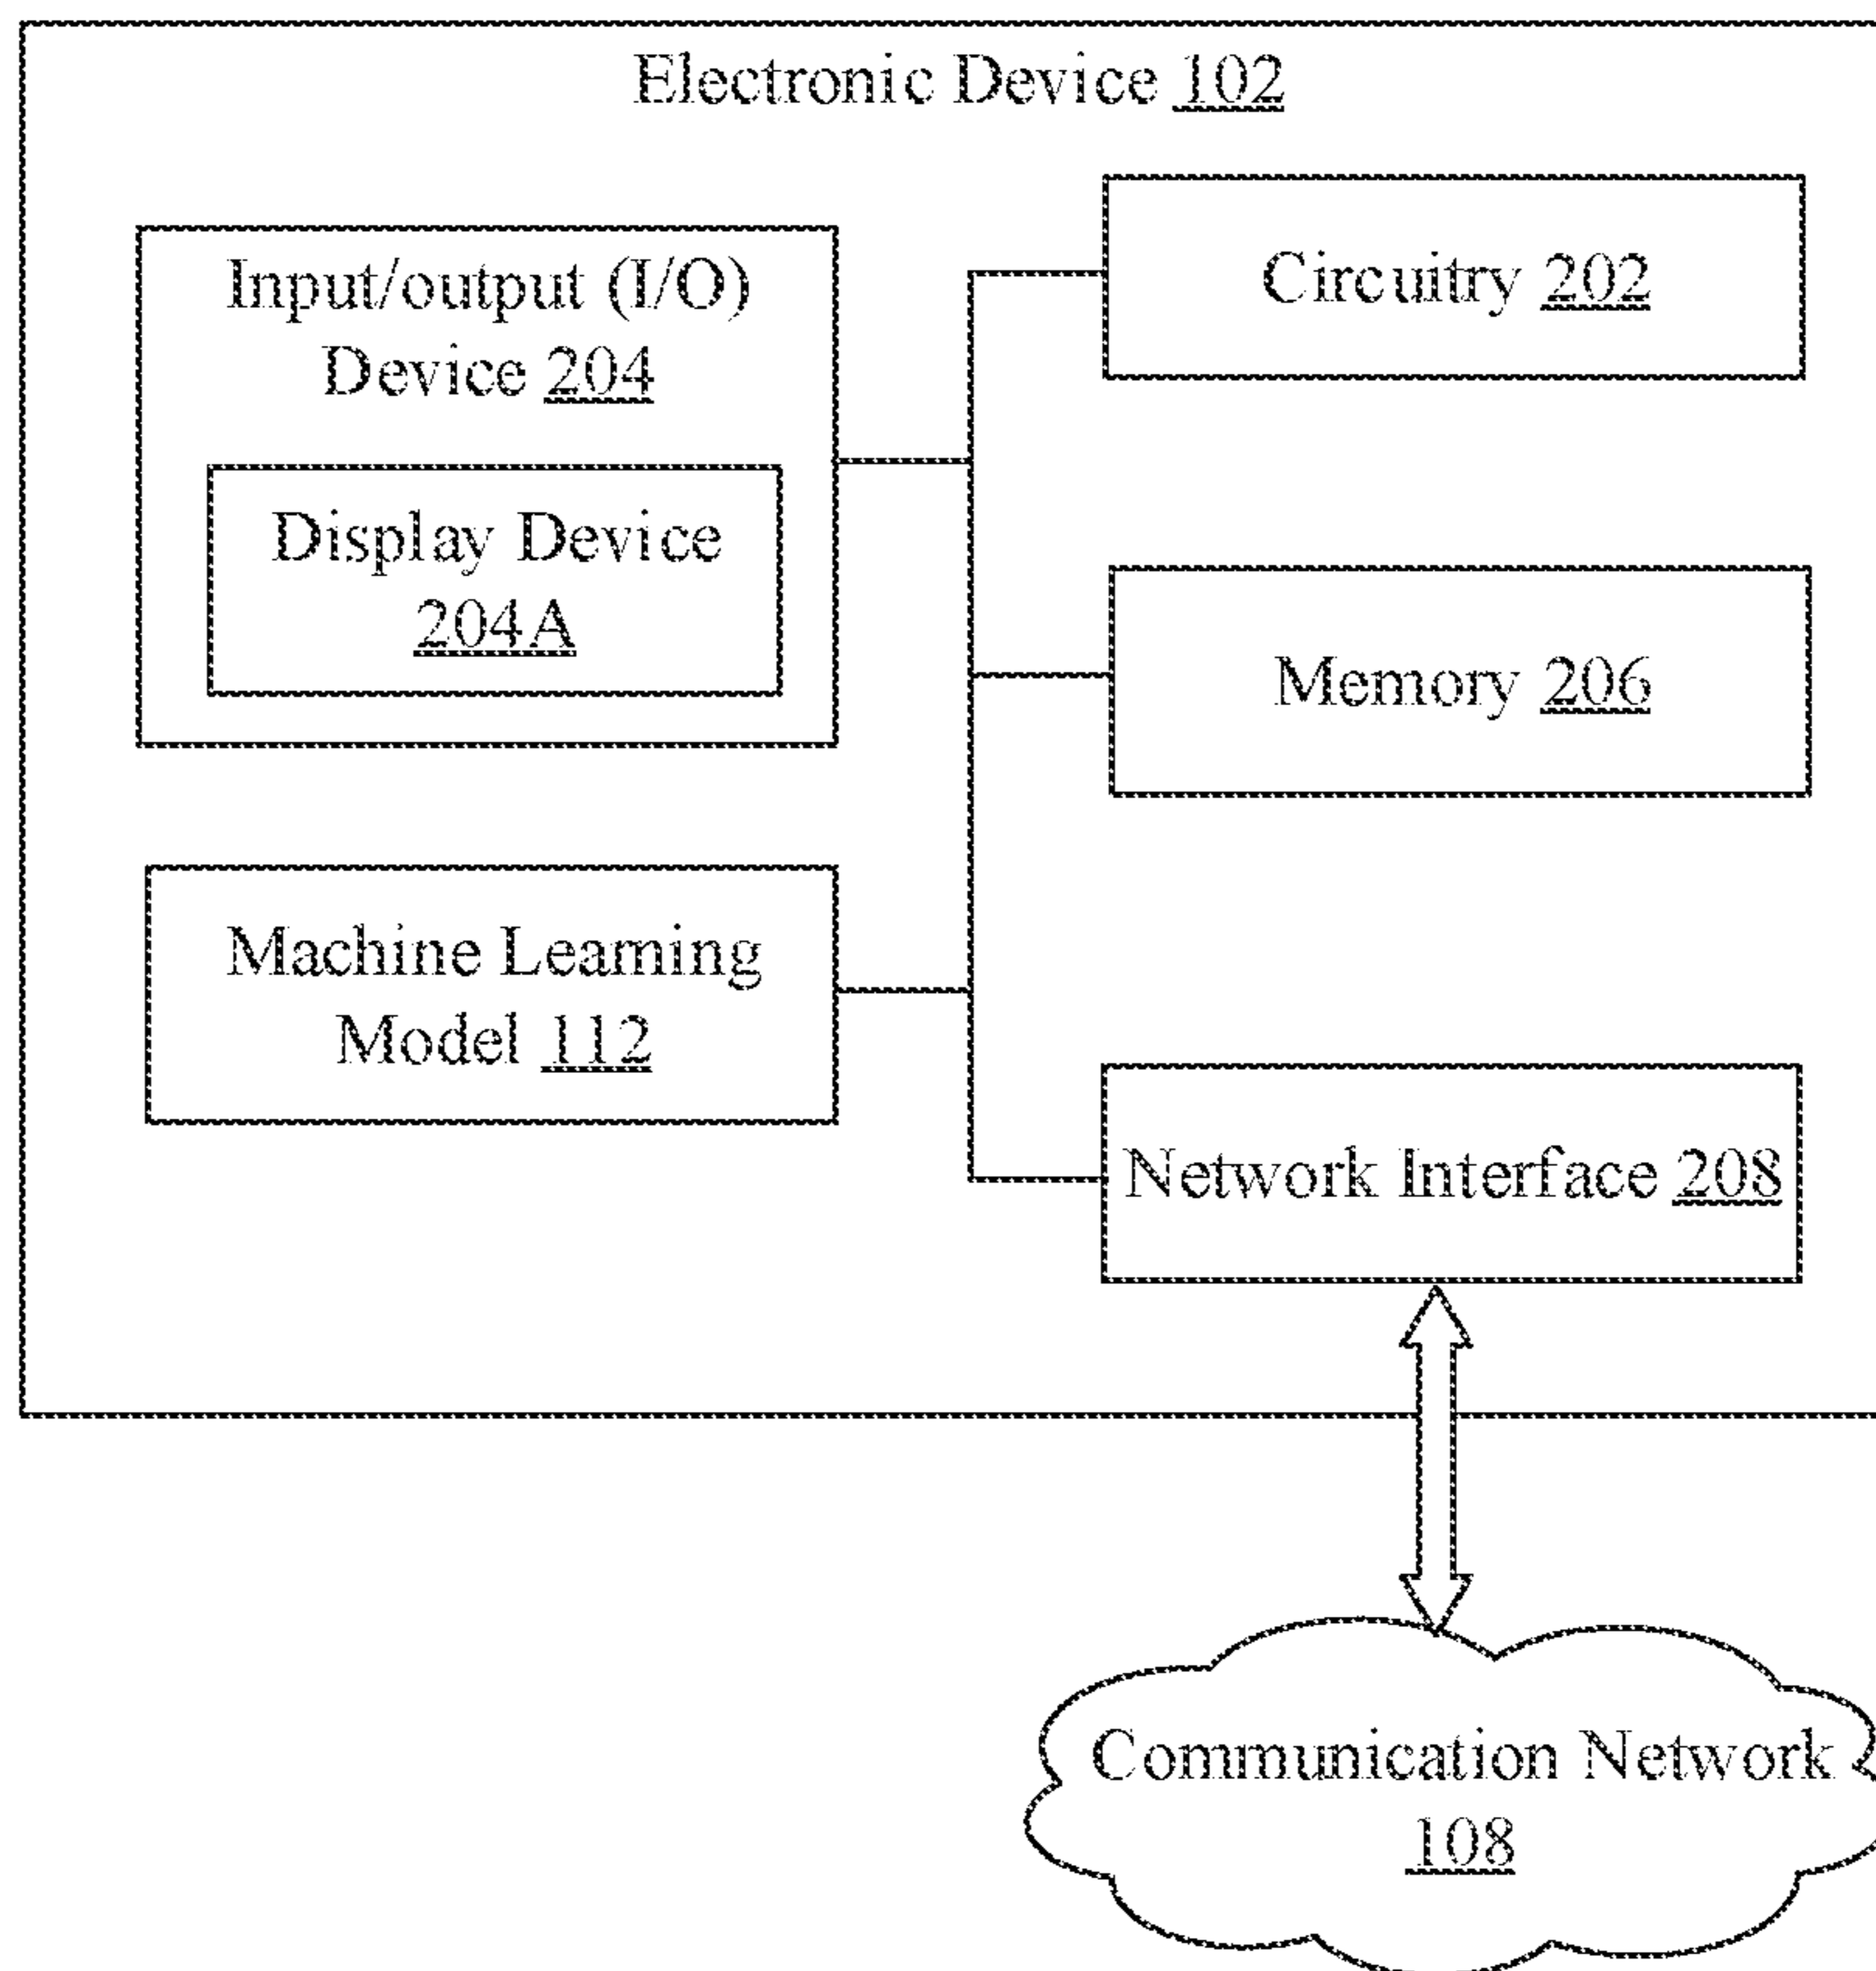 Electronic Device 102
Input/output (I/O)
Device 204
Display Device
204A
Machine Learning
Model 112
Circuitry 202
Memory 206
Network Interface 208
Communication Network
108